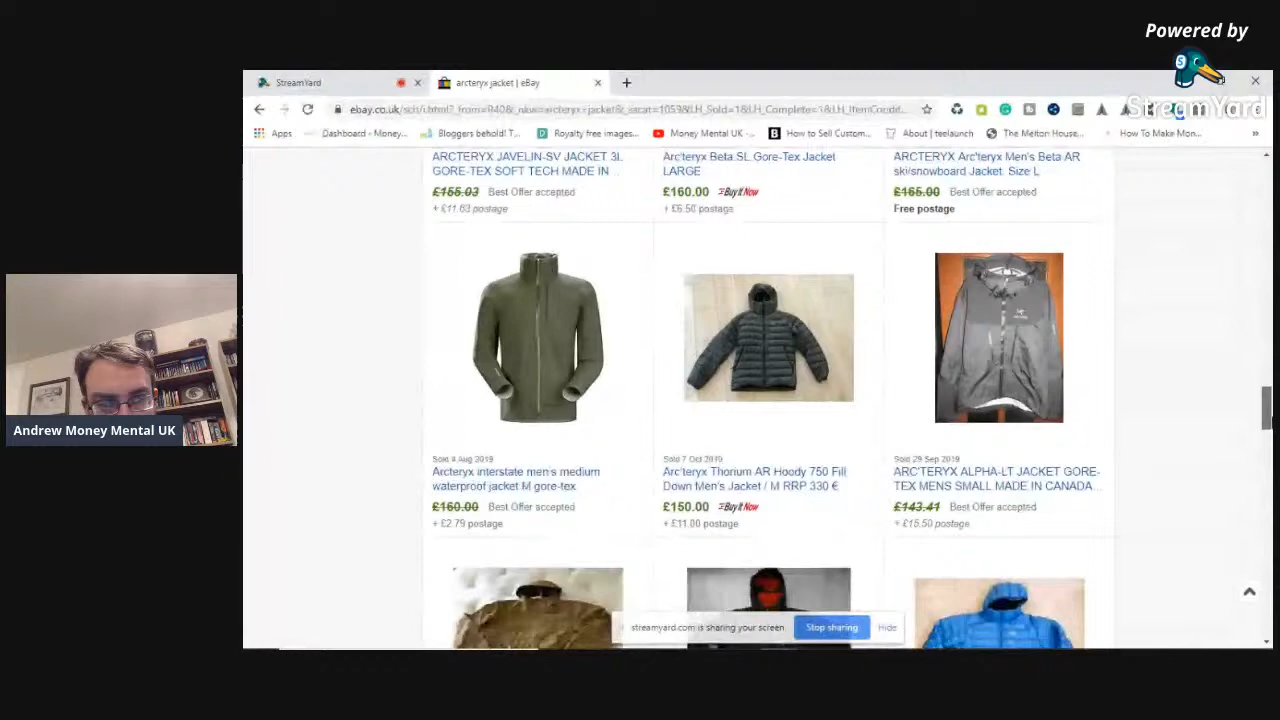 Powered by
StreamYard
StreamYard
arcteryx jacket | eBay
Apps
Dashboard - Money...
Bloggers behold! T...
Royalty free images...
Money Mental UK -...
How to Sell Custom...
About | teelaunch
The Melton House...
How To Make Mon...
ARCTERYX JAVELIN-SV JACKET 3L
GORE-TEX SOFT TECH MADE IN...
£155.03 Best Offer accepted
+ £11.63 postage
Arc'teryx Beta SL Gore-Tex Jacket
LARGE
£160.00 Buy It Now
+ £6.50 postage
ARCTERYX Arc'teryx Men's Beta AR
ski/snowboard Jacket. Size L
£165.00 Best Offer accepted
Free postage
Sold 4 Aug 2019
Arcteryx interstate men's medium
waterproof jacket M gore-tex
£160.00 Best Offer accepted
+ £2.79 postage
Sold 7 Oct 2019
Arc'teryx Thorium AR Hoody 750 Fill
Down Men's Jacket / M RRP 330 €
£150.00 Buy It Now
+ £11.00 postage
Sold 29 Sep 2019
ARC'TERYX ALPHA-LT JACKET GORE-
TEX MENS SMALL MADE IN CANADA...
£143.41 Best Offer accepted
+ £15.50 postage
Andrew Money Mental UK
streamyard.com is sharing your screen.
Stop sharing
Hide